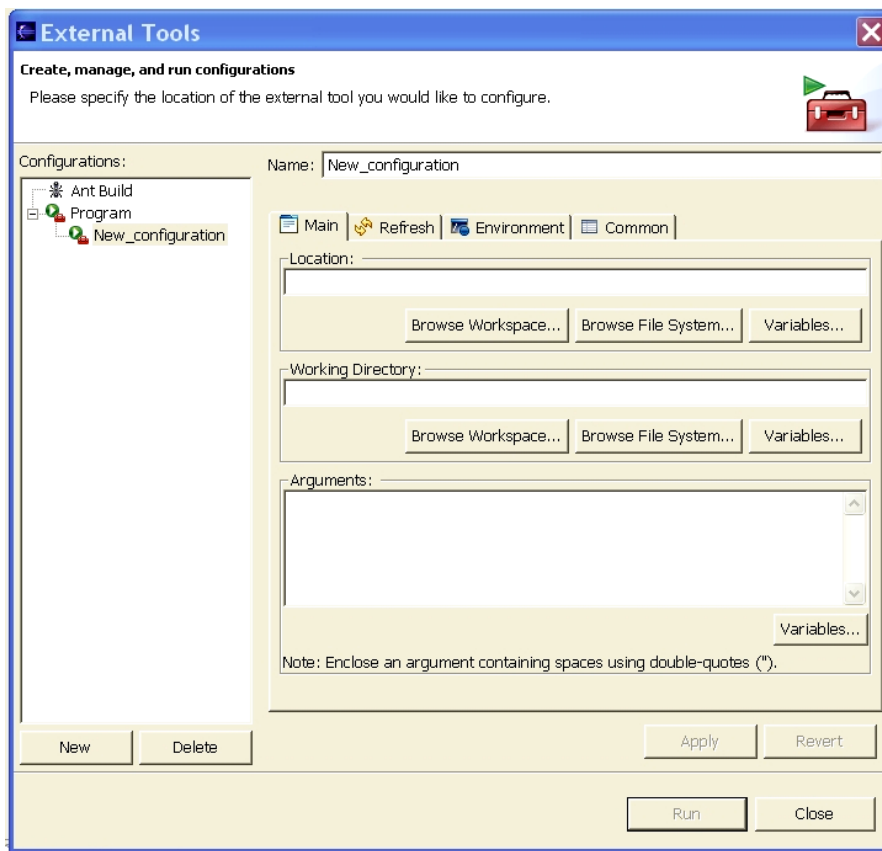 External Tools
Create, manage, and run configurations
Please specify the location of the external tool you would like to configure.
Configurations:
Ant Build
Program
New_configuration
New
Delete
Name: New_configuration
Main
Refresh
Environment
Common
Location:
Browse Workspace...
Browse File System...
Variables...
Working Directory:
Browse Workspace...
Browse File System...
Variables...
Arguments:
Variables...
Note: Enclose an argument containing spaces using double-quotes (").
Apply
Revert
Run
Close